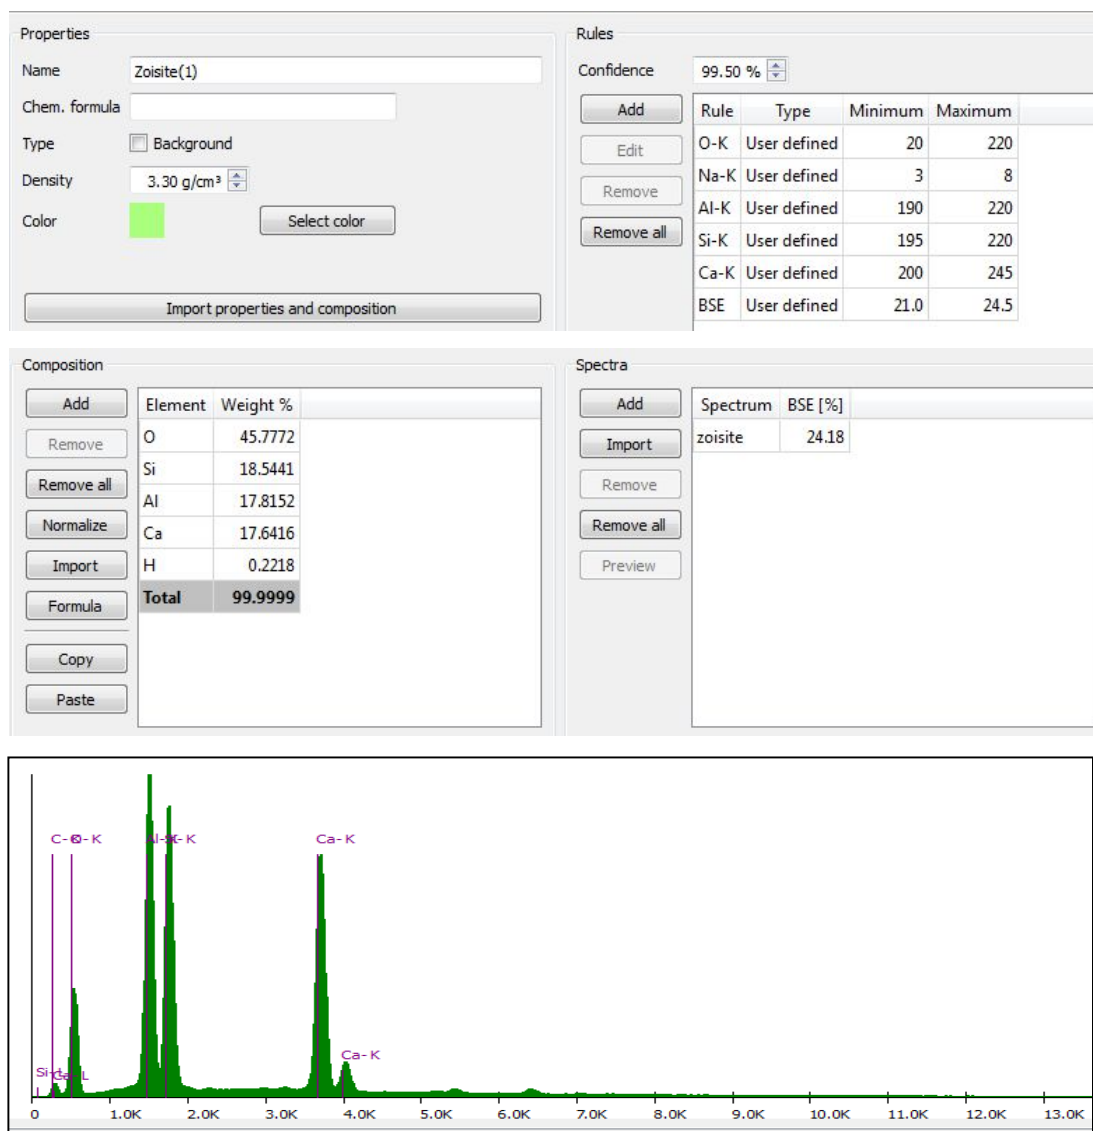 Properties
Name Zoisite(1)
Chem. formula
Type Background
Density 3.30 g/cm³
Color Select color
Import properties and composition
Rules
Confidence 99.50 %
Add
Edit
Remove
Remove all
Rule Type Minimum Maximum
O-K User defined 20 220
Na-K User defined 3 8
Al-K User defined 190 220
Si-K User defined 195 220
Ca-K User defined 200 245
BSE User defined 21.0 24.5
Composition
Add
Remove
Remove all
Normalize
Import
Formula
Copy
Paste
Element Weight %
O 45.7772
Si 18.5441
Al 17.8152
Ca 17.6416
H 0.2218
Total 99.9999
Spectra
Add
Import
Remove
Remove all
Preview
Spectrum BSE [%]
zoisite 24.18
C-K O-K Al-K Si-K Ca-K
Ca-K
Si-L Ca-L
0 1.0K 2.0K 3.0K 4.0K 5.0K 6.0K 7.0K 8.0K 9.0K 10.0K 11.0K 12.0K 13.0K